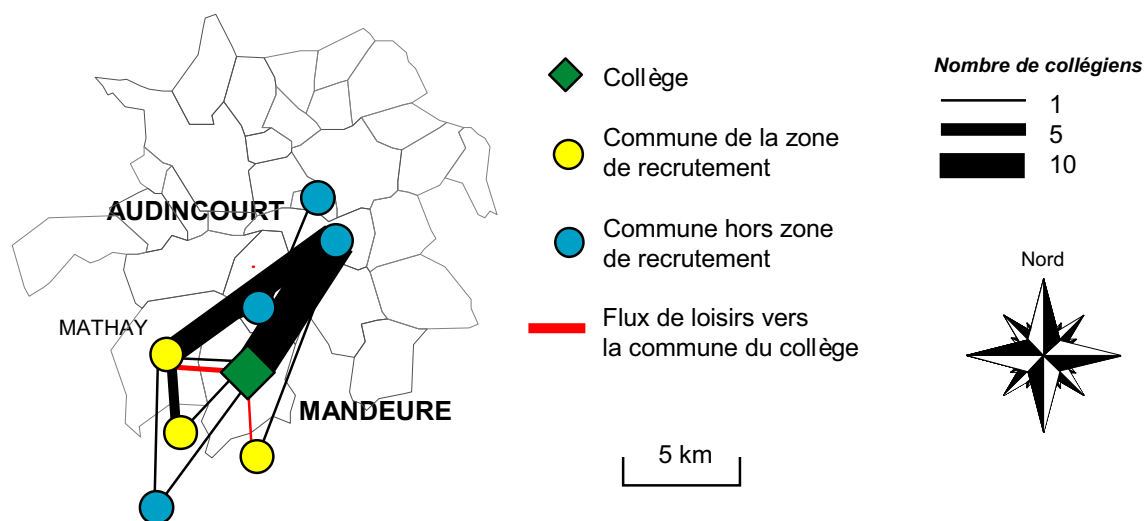 AUDINCOURT
MATHAY
MANDEURE
Collège
Commune de la zone
de recrutement
Commune hors zone
de recrutement
Flux de loisirs vers
la commune du collège
5 km
Nombre de collégiens
1
5
10
Nord